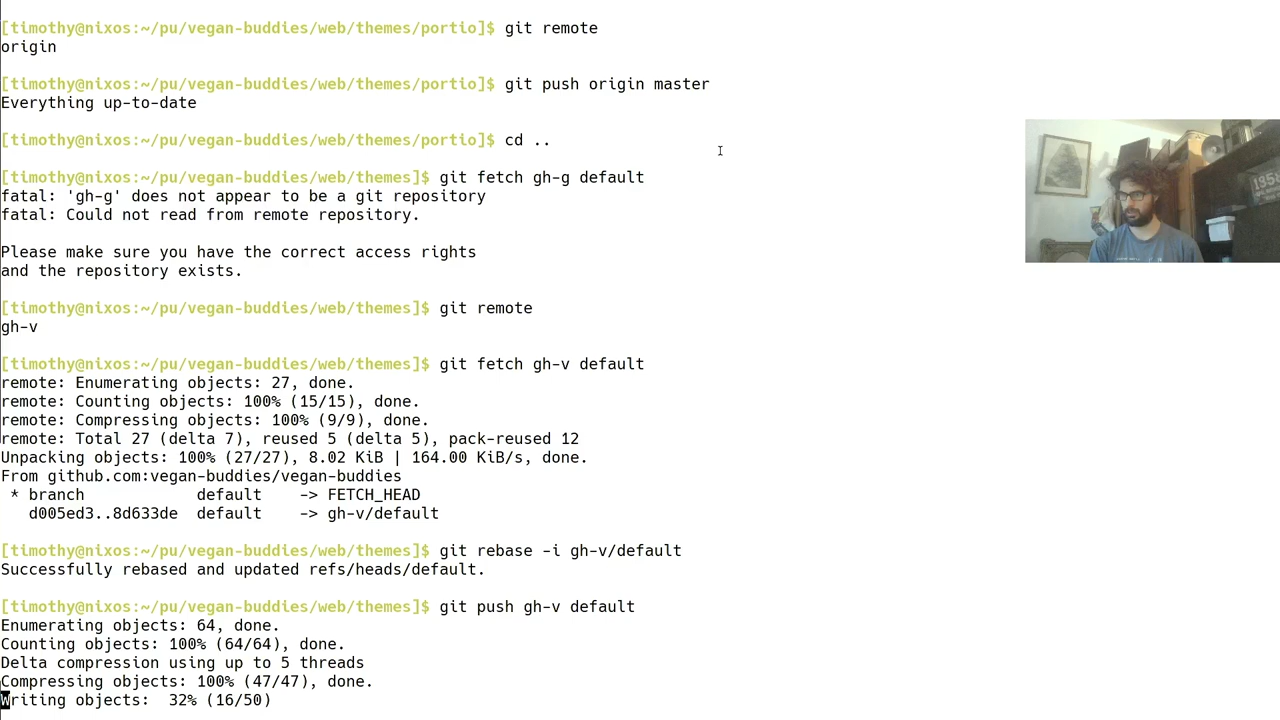 [timothy@nixos:~/pu/vegan-buddies/web/themes/portio]$ git remote
origin
[timothy@nixos:~/pu/vegan-buddies/web/themes/portio]$ git push origin master
Everything up-to-date
[timothy@nixos:~/pu/vegan-buddies/web/themes/portio]$ cd ..
[timothy@nixos:~/pu/vegan-buddies/web/themes]$ git fetch gh-g default
fatal: 'gh-g' does not appear to be a git repository
fatal: Could not read from remote repository.
Please make sure you have the correct access rights
and the repository exists.
[timothy@nixos:~/pu/vegan-buddies/web/themes]$ git remote
gh-v
[timothy@nixos:~/pu/vegan-buddies/web/themes]$ git fetch gh-v default
remote: Enumerating objects: 27, done.
remote: Counting objects: 100% (15/15), done.
remote: Compressing objects: 100% (9/9), done.
remote: Total 27 (delta 7), reused 5 (delta 5), pack-reused 12
Unpacking objects: 100% (27/27), 8.02 KiB | 164.00 KiB/s, done.
From github.com:vegan-buddies/vegan-buddies
 * branch            default    -> FETCH_HEAD
   d005ed3..8d633de  default    -> gh-v/default
[timothy@nixos:~/pu/vegan-buddies/web/themes]$ git rebase -i gh-v/default
Successfully rebased and updated refs/heads/default.
[timothy@nixos:~/pu/vegan-buddies/web/themes]$ git push gh-v default
Enumerating objects: 64, done.
Counting objects: 100% (64/64), done.
Delta compression using up to 5 threads
Compressing objects: 100% (47/47), done.
Writing objects:  32% (16/50)